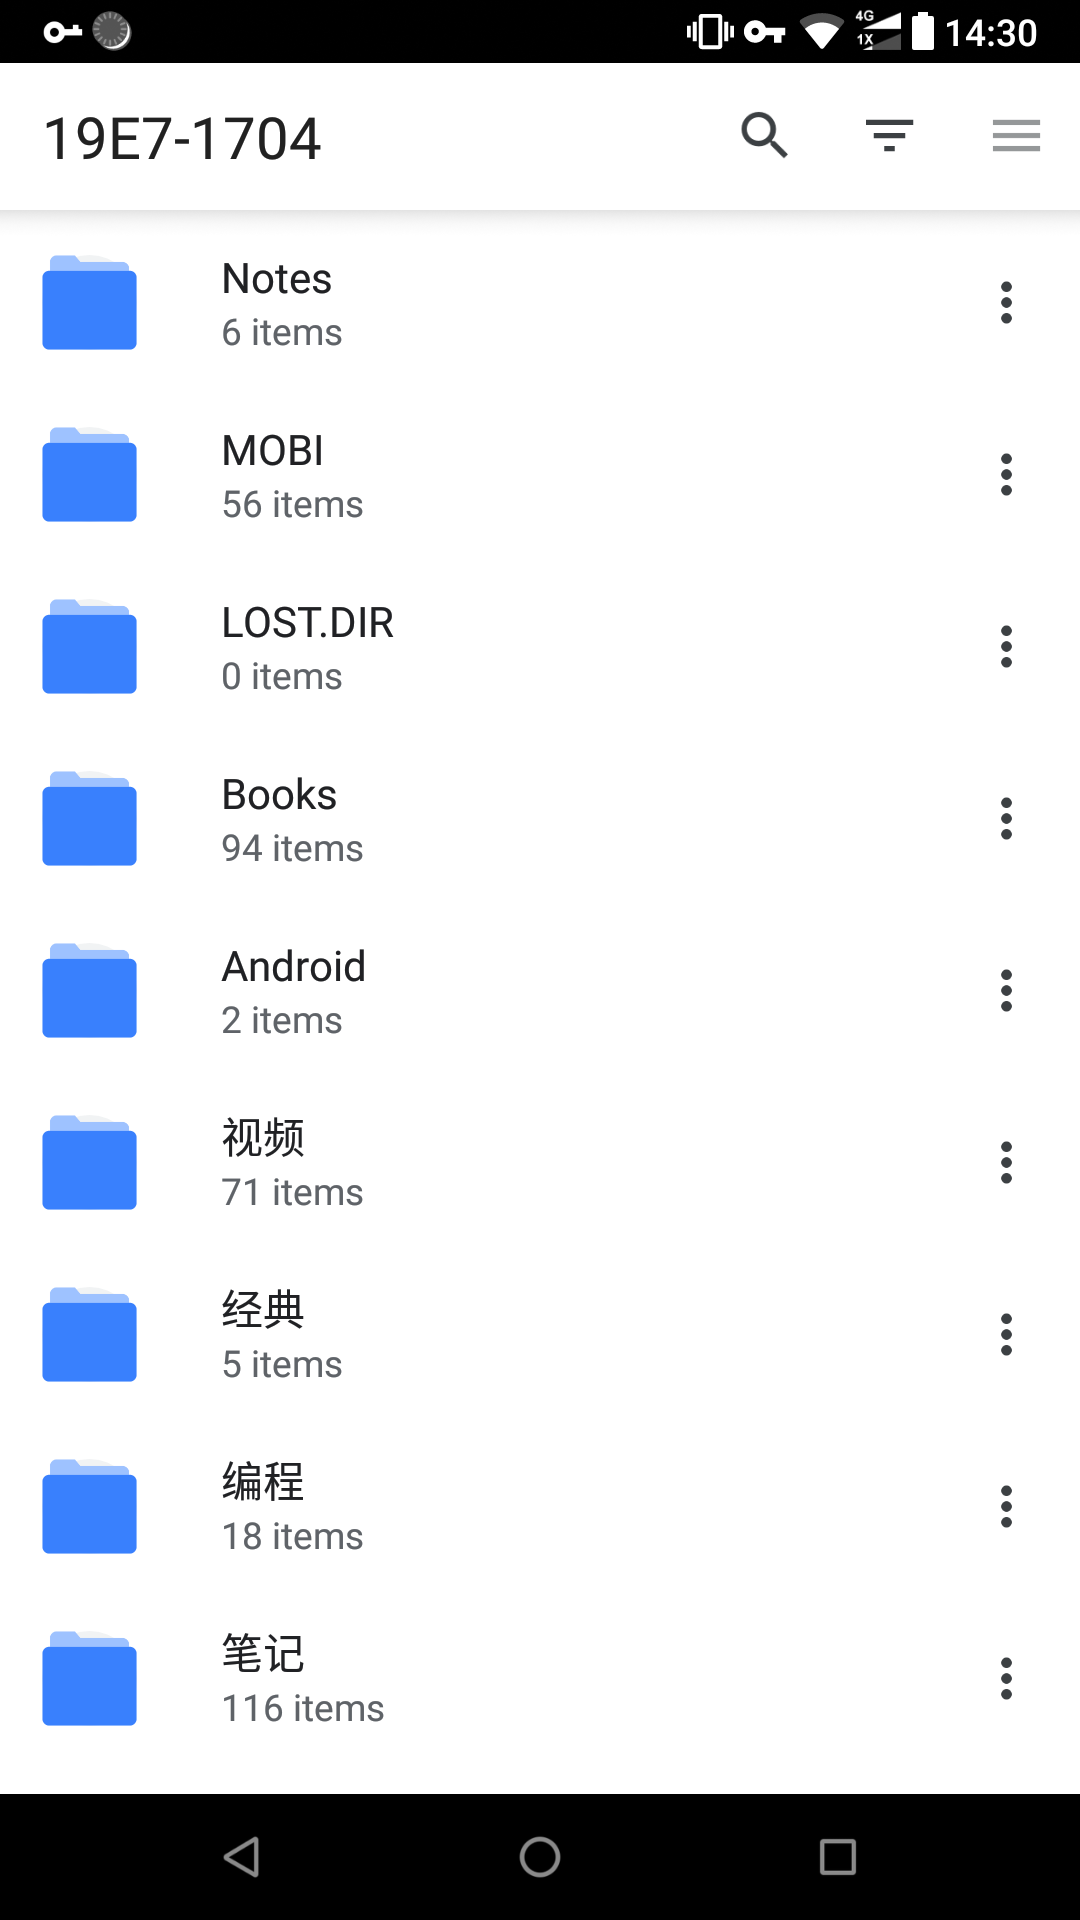 4G
1X
14:30
19E7-1704
Notes
6 items
MOBI
56 items
LOST.DIR
0 items
Books
94 items
Android
2 items
视频
71 items
经典
5 items
编程
18 items
笔记
116 items